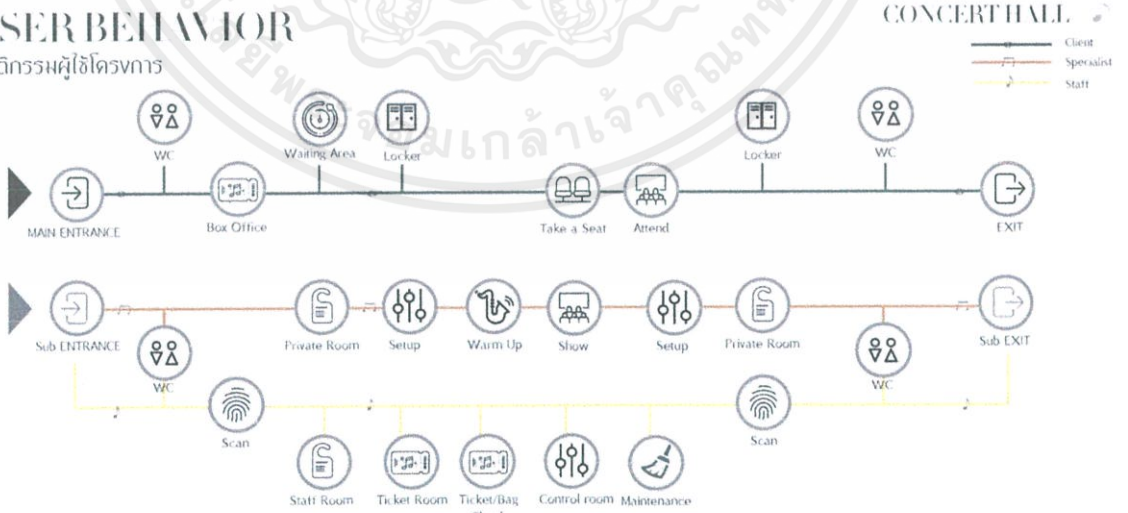 SER BEHAVIOR
ติกรรมผู้ใช้โครงการ
CONCERT HALL
Client
Specialist
Staff
WC
Waiting Area
Locker
Locker
WC
MAIN ENTRANCE
Box Office
Take a Seat
Attend
EXIT
Sub ENTRANCE
Private Room
Setup
Warm Up
Show
Setup
Private Room
Sub EXIT
WC
WC
Scan
Scan
Staff Room
Ticket Room
Ticket/Bag
Control room
Maintenance